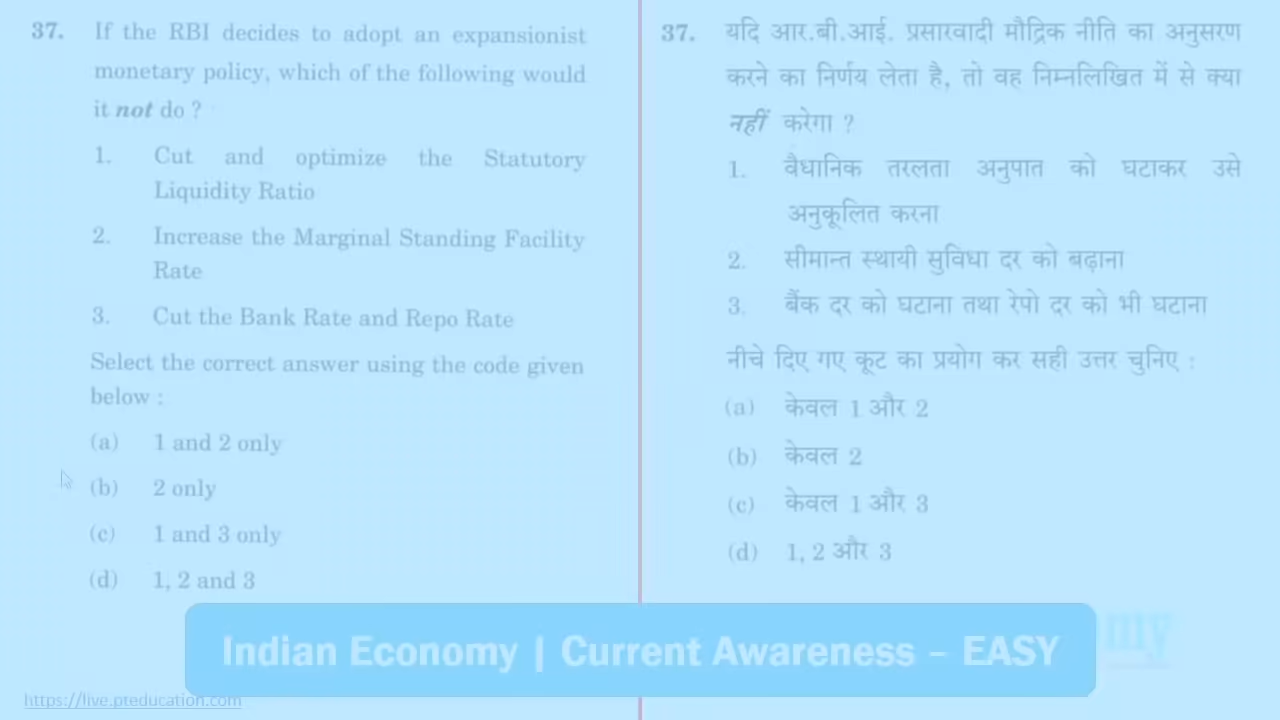 37. If the RBI decides to adopt an expansionist
monetary policy, which of the following would
it not do ?
1. Cut and optimize the Statutory
Liquidity Ratio
2. Increase the Marginal Standing Facility
Rate
3. Cut the Bank Rate and Repo Rate
Select the correct answer using the code given
below :
(a) 1 and 2 only
(b) 2 only
(c) 1 and 3 only
(d) 1, 2 and 3
37. यदि आर.बी.आई. प्रसारवादी मौद्रिक नीति का अनुसरण
करने का निर्णय लेता है, तो वह निम्नलिखित में से क्या
नहीं करेगा ?
1. वैधानिक तरलता अनुपात को घटाकर उसे
अनुकूलित करना
2. सीमान्त स्थायी सुविधा दर को बढ़ाना
3. बैंक दर को घटाना तथा रेपो दर को भी घटाना
नीचे दिए गए कूट का प्रयोग कर सही उत्तर चुनिए :
(a) केवल 1 और 2
(b) केवल 2
(c) केवल 1 और 3
(d) 1, 2 और 3
Indian Economy | Current Awareness – EASY
my
https://live.pteducation.com